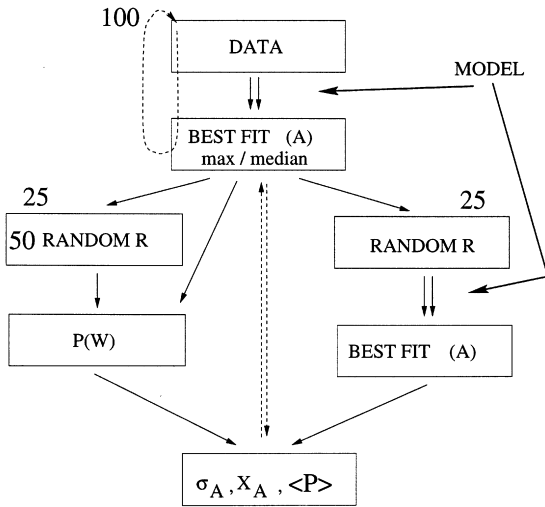 100
DATA
MODEL
BEST FIT (A)
max / median
25
50 RANDOM R
25
RANDOM R
P(W)
BEST FIT (A)
σA , XA , <P>